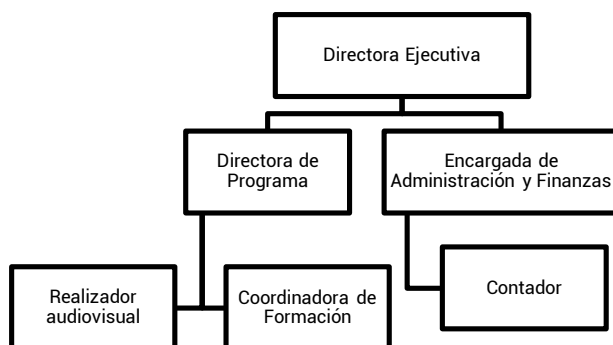 Directora Ejecutiva
Directora de
Programa
Encargada de
Administración y Finanzas
Realizador
audiovisual
Coordinadora de
Formación
Contador